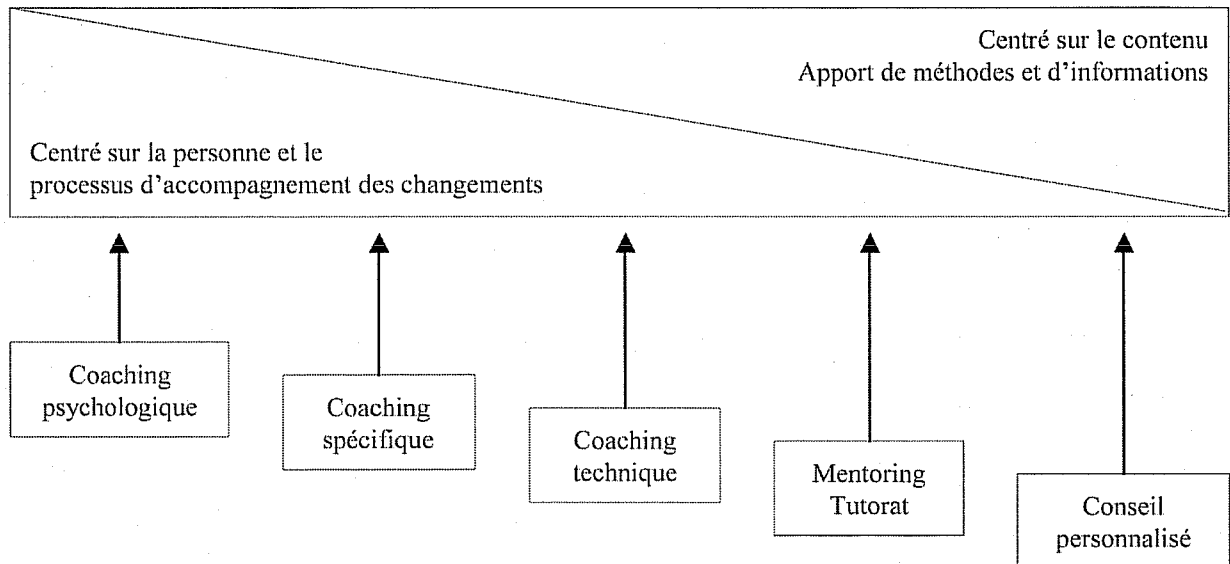 Centré sur le contenu
Apport de méthodes et d'informations
Centré sur la personne et le
processus d'accompagnement des changements
Coaching
psychologique
Coaching
spécifique
Coaching
technique
Mentoring
Tutorat
Conseil
personnalisé